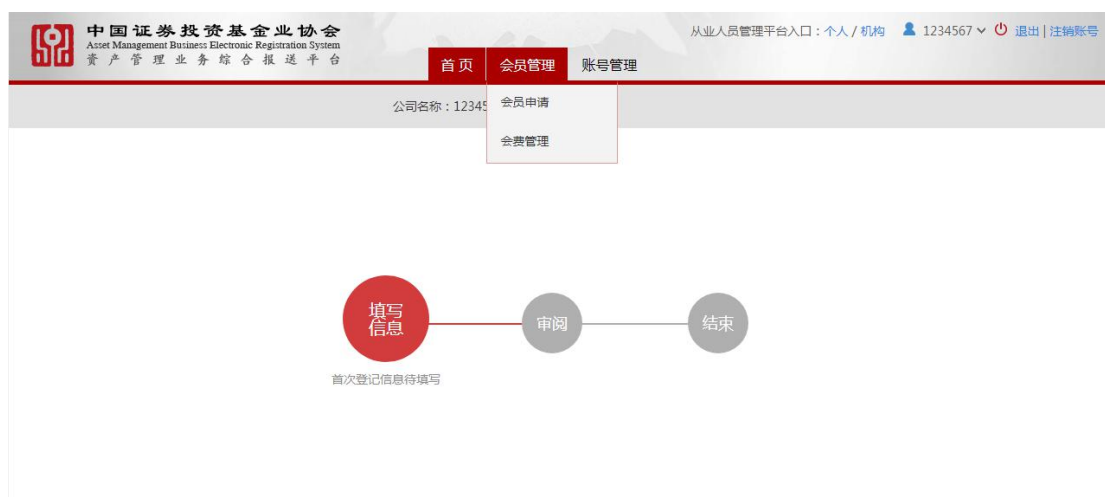 中国证券投资基金业协会
Asset Management Business Electronic Registration System
资产管理业务综合报送平台
从业人员管理平台入口：个人 / 机构 1234567 退出 | 注销账号
首页 会员管理 账号管理
公司名称：12345
会员申请
会费管理
填写
信息
审阅
结束
首次登记信息待填写